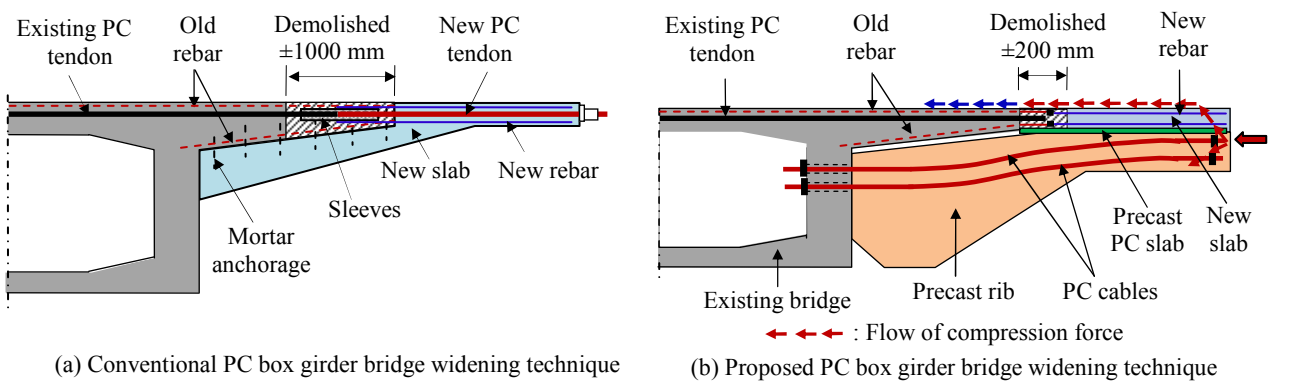 Existing PC
tendon
Old
rebar
Demolished
±1000 mm
New PC
tendon
Sleeves
New slab
New rebar
Mortar
anchorage
(a) Conventional PC box girder bridge widening technique
Existing PC
tendon
Old
rebar
Demolished
±200 mm
New
rebar
Existing bridge
Precast rib
PC cables
Precast
PC slab
New
slab
: Flow of compression force
(b) Proposed PC box girder bridge widening technique